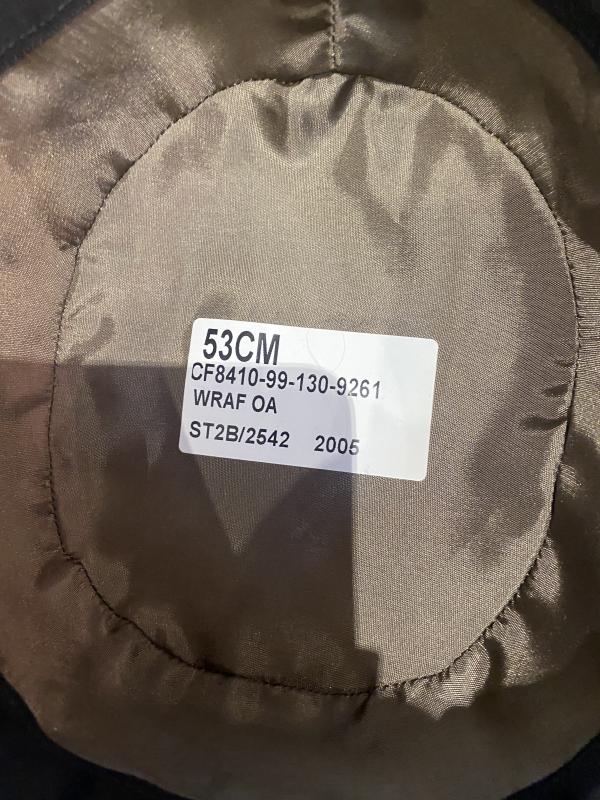 53CM
CF8410-99-130-9261
WRAF OA
ST2B/2542 2005